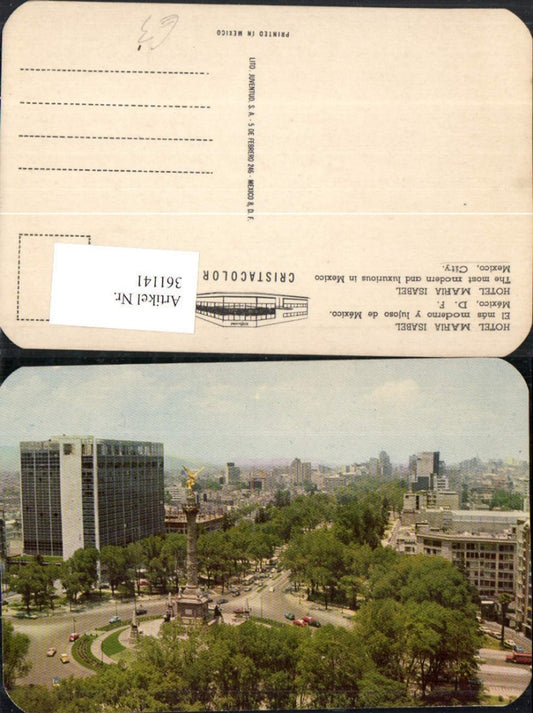 HOTEL MARIA ISABEL
El más moderno y lujoso de México.
México, D. F.
HOTEL MARIA ISABEL
The most modern and luxurious in Mexico
Mexico, City.
CRISTACOLOR
LITO. JUVENTUD, S. A. - 5 DE FEBRERO 246 - MEXICO 8, D. F.
PRINTED IN MEXICO
Artikel Nr.
361141